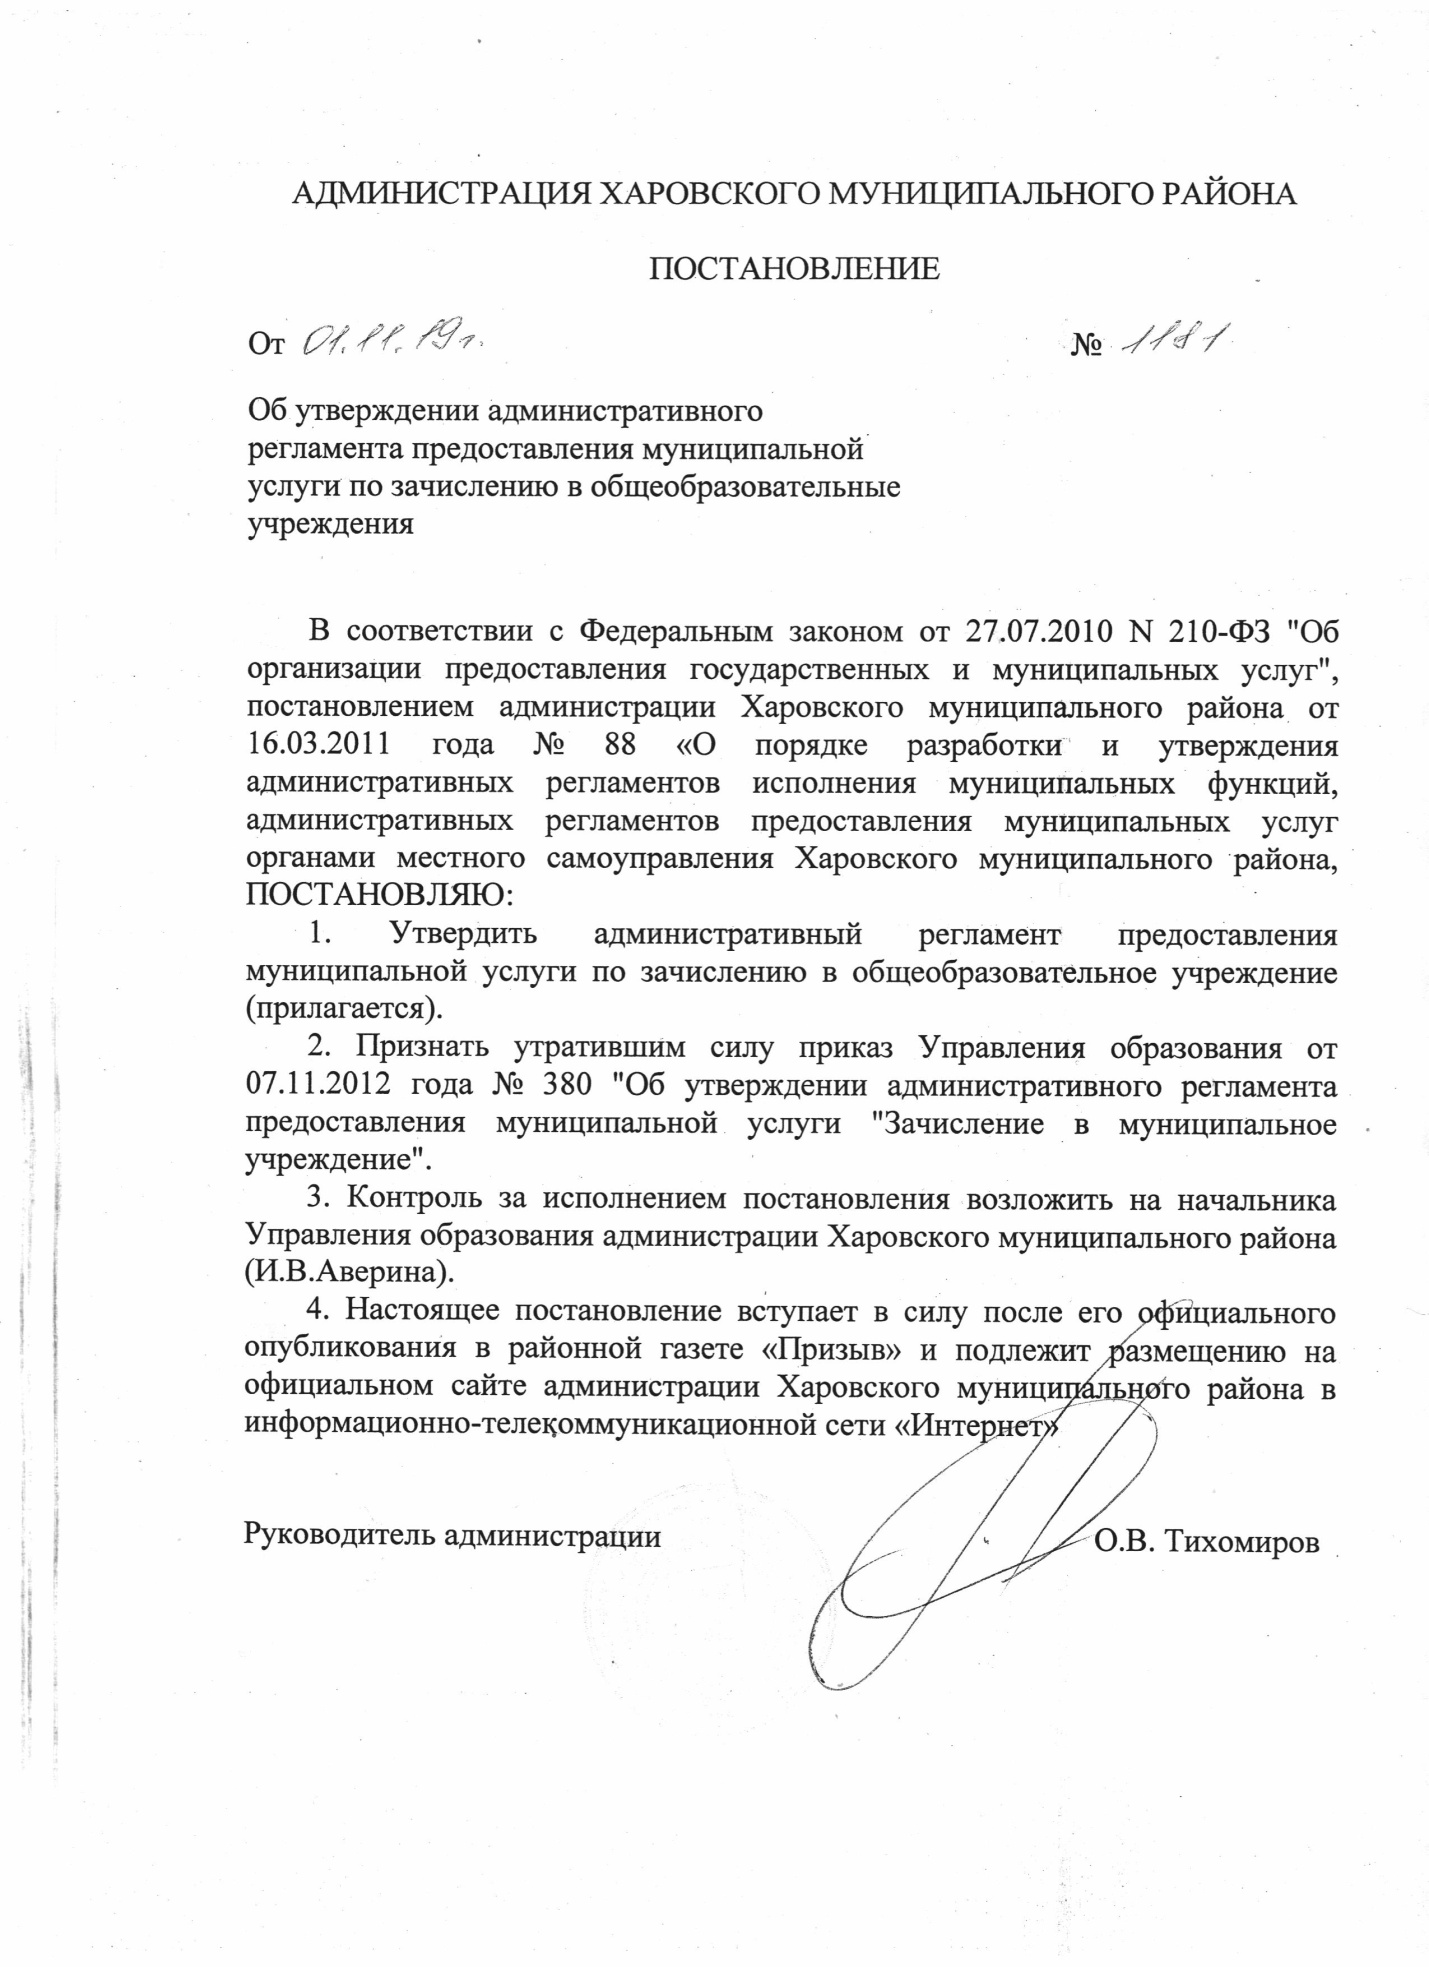 АДМИНИСТРАЦИЯ ХАРОВСКОГО МУНИЦИПАЛЬНОГО РАЙОНА
ПОСТАНОВЛЕНИЕ
От 01.11.19г. № 1181
Об утверждении административного
регламента предоставления муниципальной
услуги по зачислению в общеобразовательные
учреждения
В соответствии с Федеральным законом от 27.07.2010 N 210-ФЗ "Об
организации предоставления государственных и муниципальных услуг",
постановлением администрации Харовского муниципального района от
16.03.2011 года № 88 «О порядке разработки и утверждения
административных регламентов исполнения муниципальных функций,
административных регламентов предоставления муниципальных услуг
органами местного самоуправления Харовского муниципального района,
ПОСТАНОВЛЯЮ:
1. Утвердить административный регламент предоставления
муниципальной услуги по зачислению в общеобразовательное учреждение
(прилагается).
2. Признать утратившим силу приказ Управления образования от
07.11.2012 года № 380 "Об утверждении административного регламента
предоставления муниципальной услуги "Зачисление в муниципальное
учреждение".
3. Контроль за исполнением постановления возложить на начальника
Управления образования администрации Харовского муниципального района
(И.В.Аверина).
4. Настоящее постановление вступает в силу после его официального
опубликования в районной газете «Призыв» и подлежит размещению на
официальном сайте администрации Харовского муниципального района в
информационно-телекоммуникационной сети «Интернет»
Руководитель администрации О.В. Тихомиров